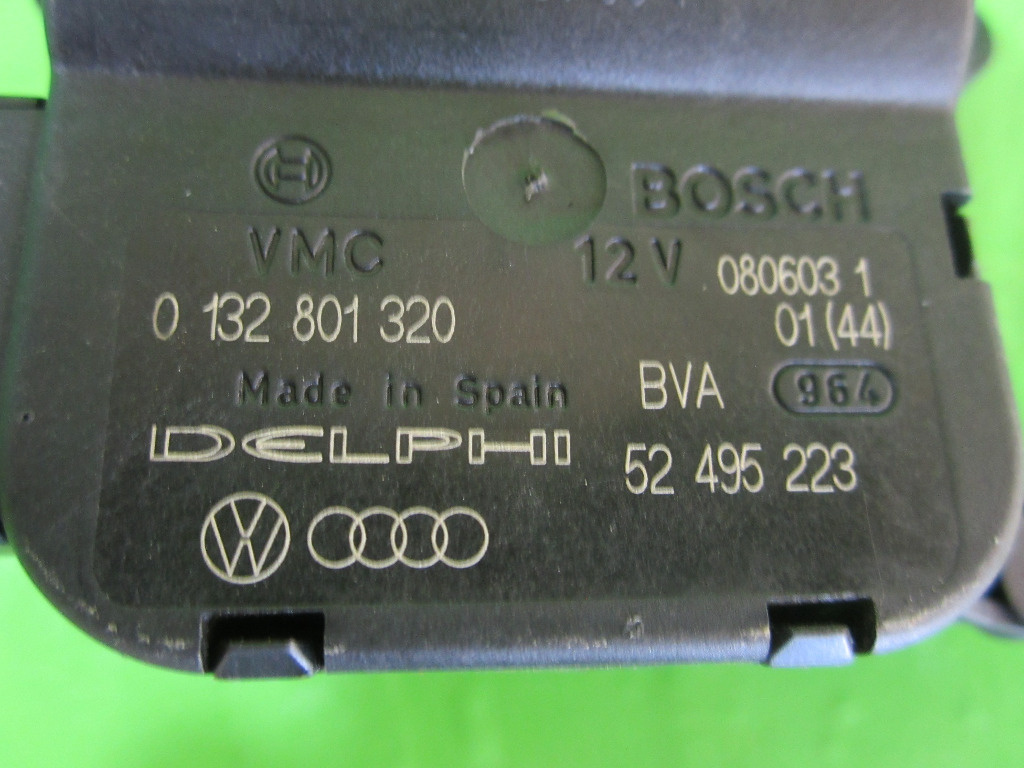 BOSCH
VMC 12 V 080603 1
0 132 801 320 01(44)
Made in Spain BVA 964
DELPHI 52 495 223